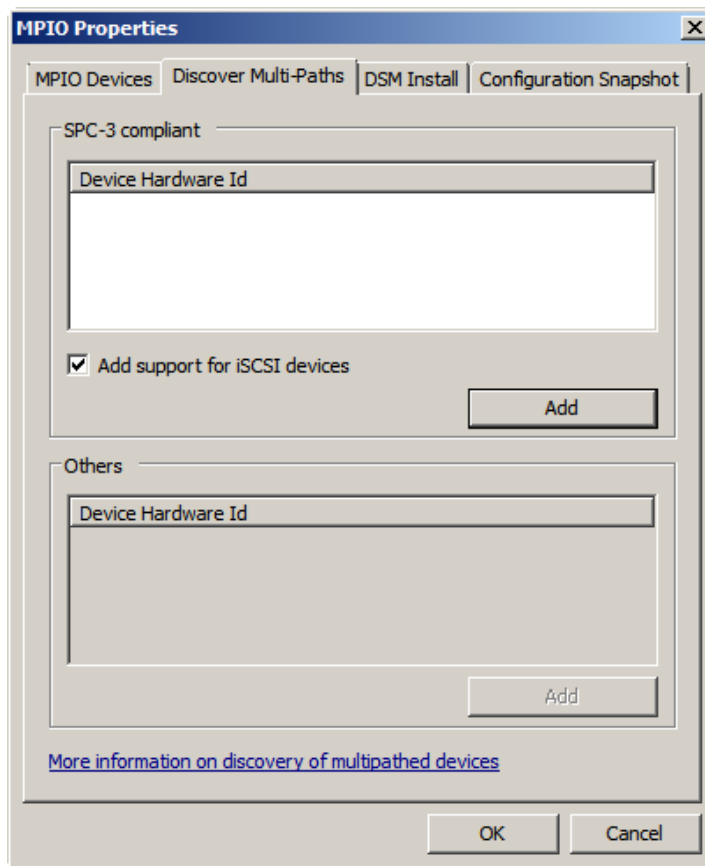 MPIO Properties
MPIO Devices Discover Multi-Paths DSM Install Configuration Snapshot
SPC-3 compliant
Device Hardware Id
Add support for iSCSI devices
Add
Others
Device Hardware Id
Add
More information on discovery of multipathed devices
OK Cancel